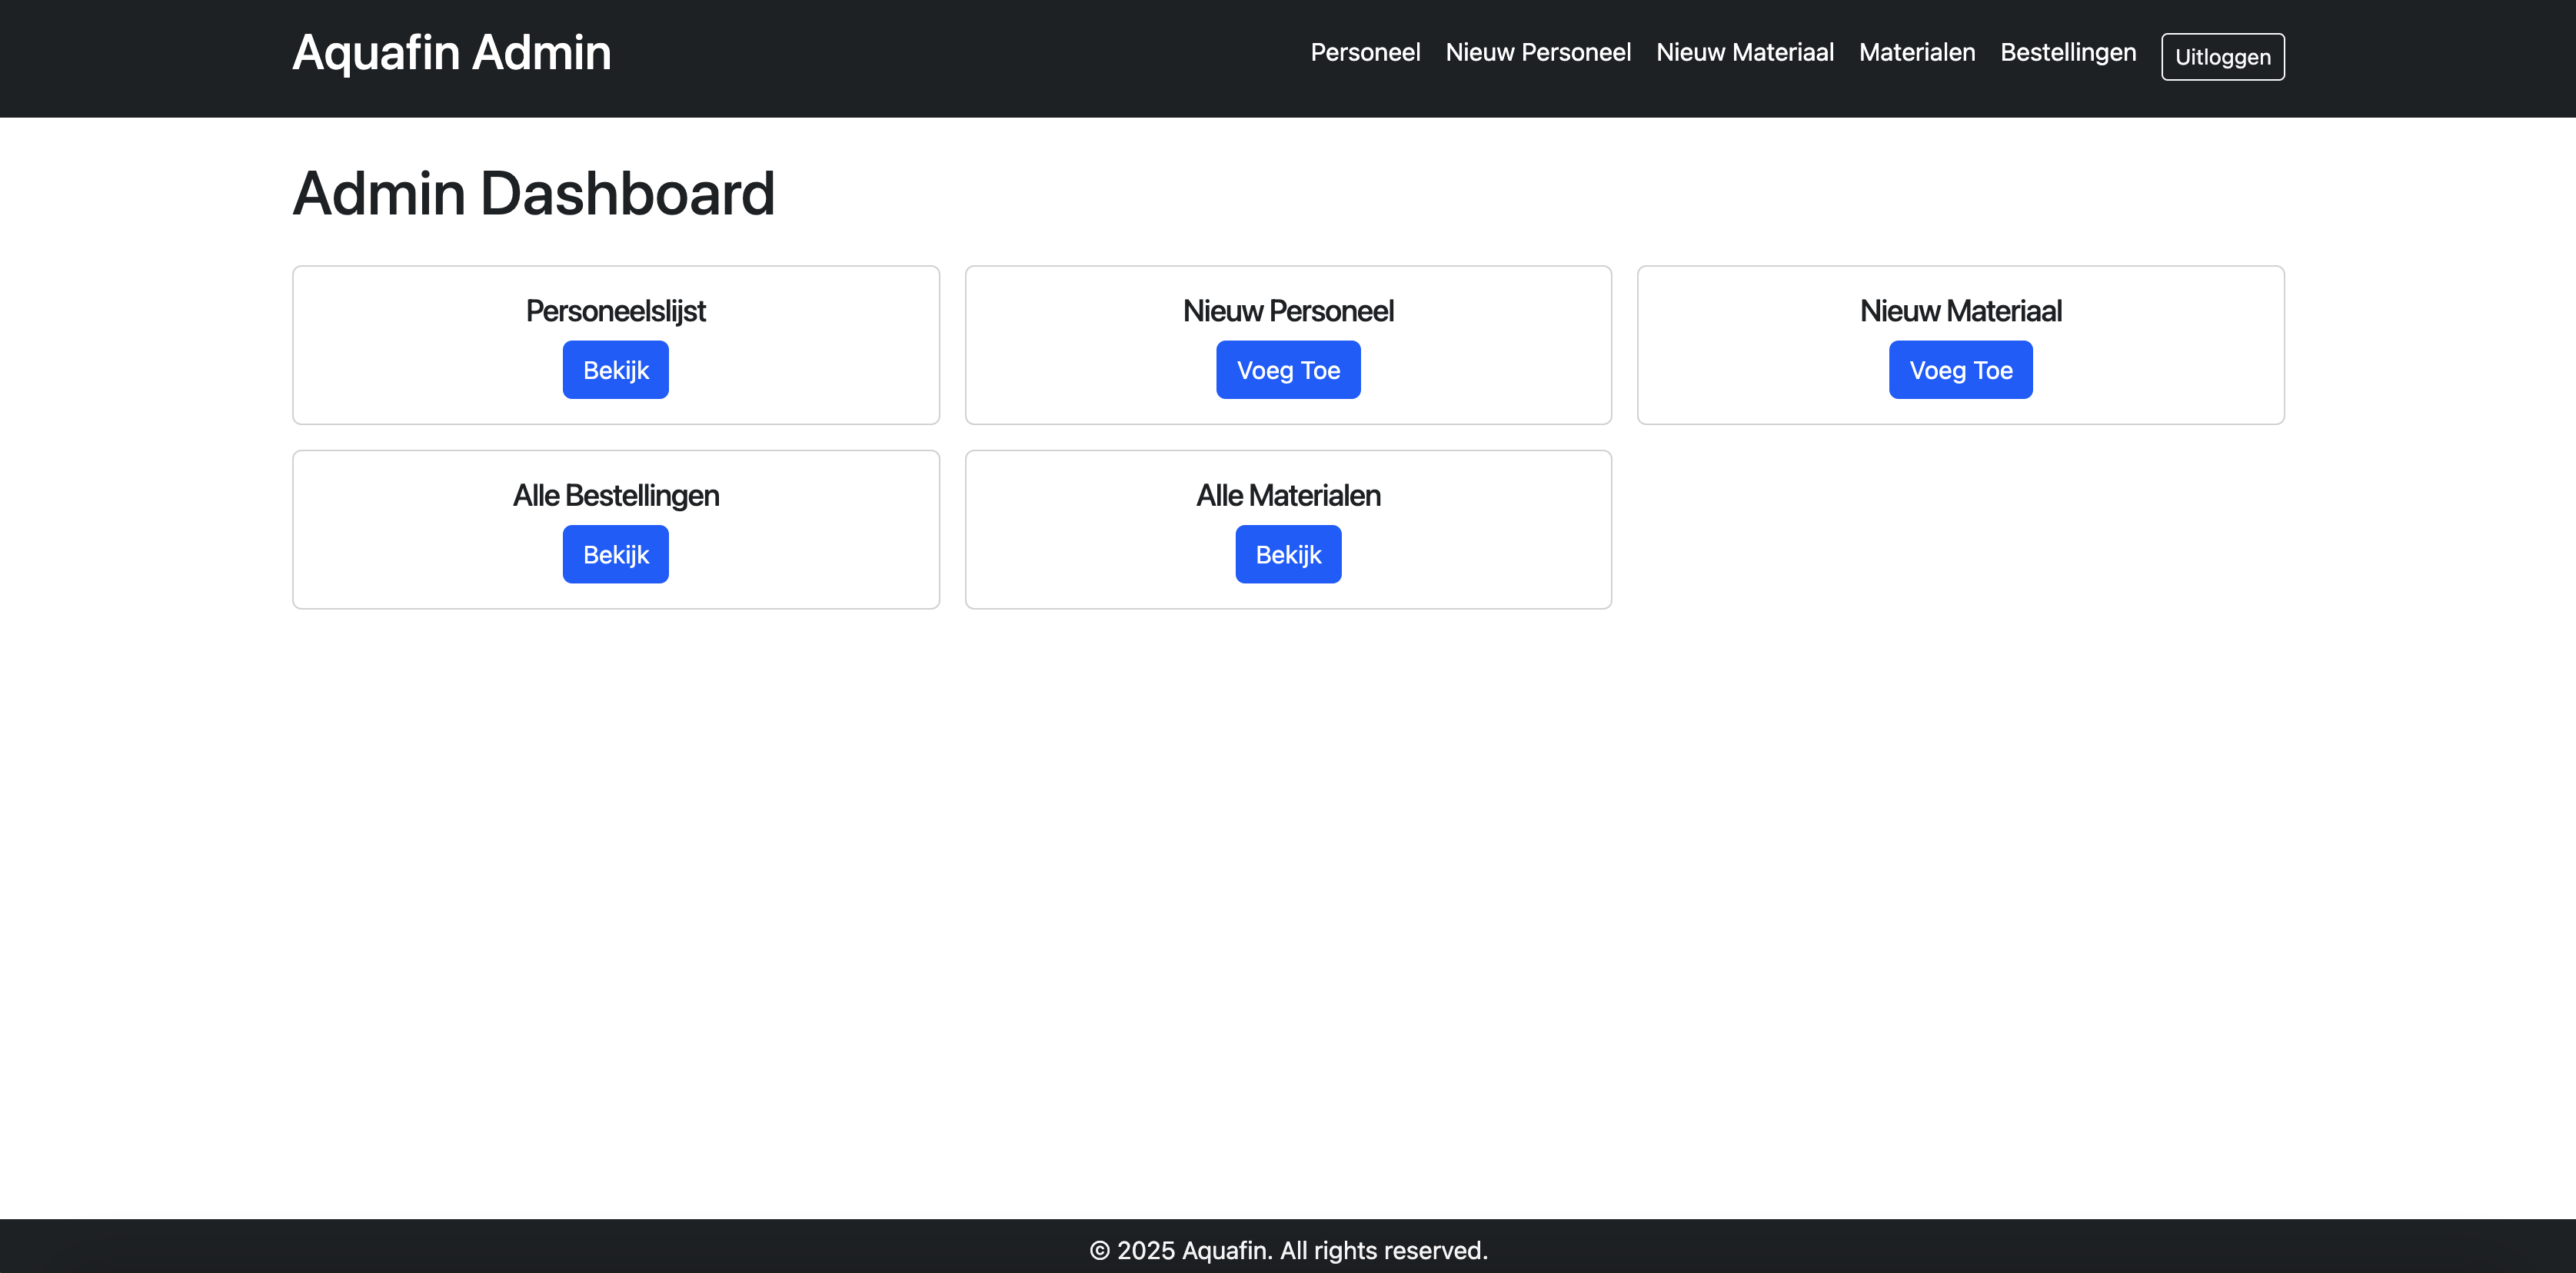 Aquafin Admin
Personeel Nieuw Personeel Nieuw Materiaal Materialen Bestellingen Uitloggen
Admin Dashboard
Personeelslijst
Bekijk
Nieuw Personeel
Voeg Toe
Nieuw Materiaal
Voeg Toe
Alle Bestellingen
Bekijk
Alle Materialen
Bekijk
© 2025 Aquafin. All rights reserved.